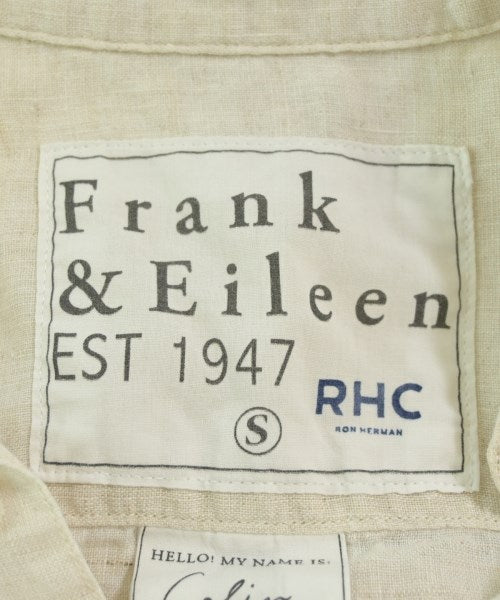 Frank
& Eileen
EST 1947
RHC
RON HERMAN
S
HELLO! MY NAME IS: